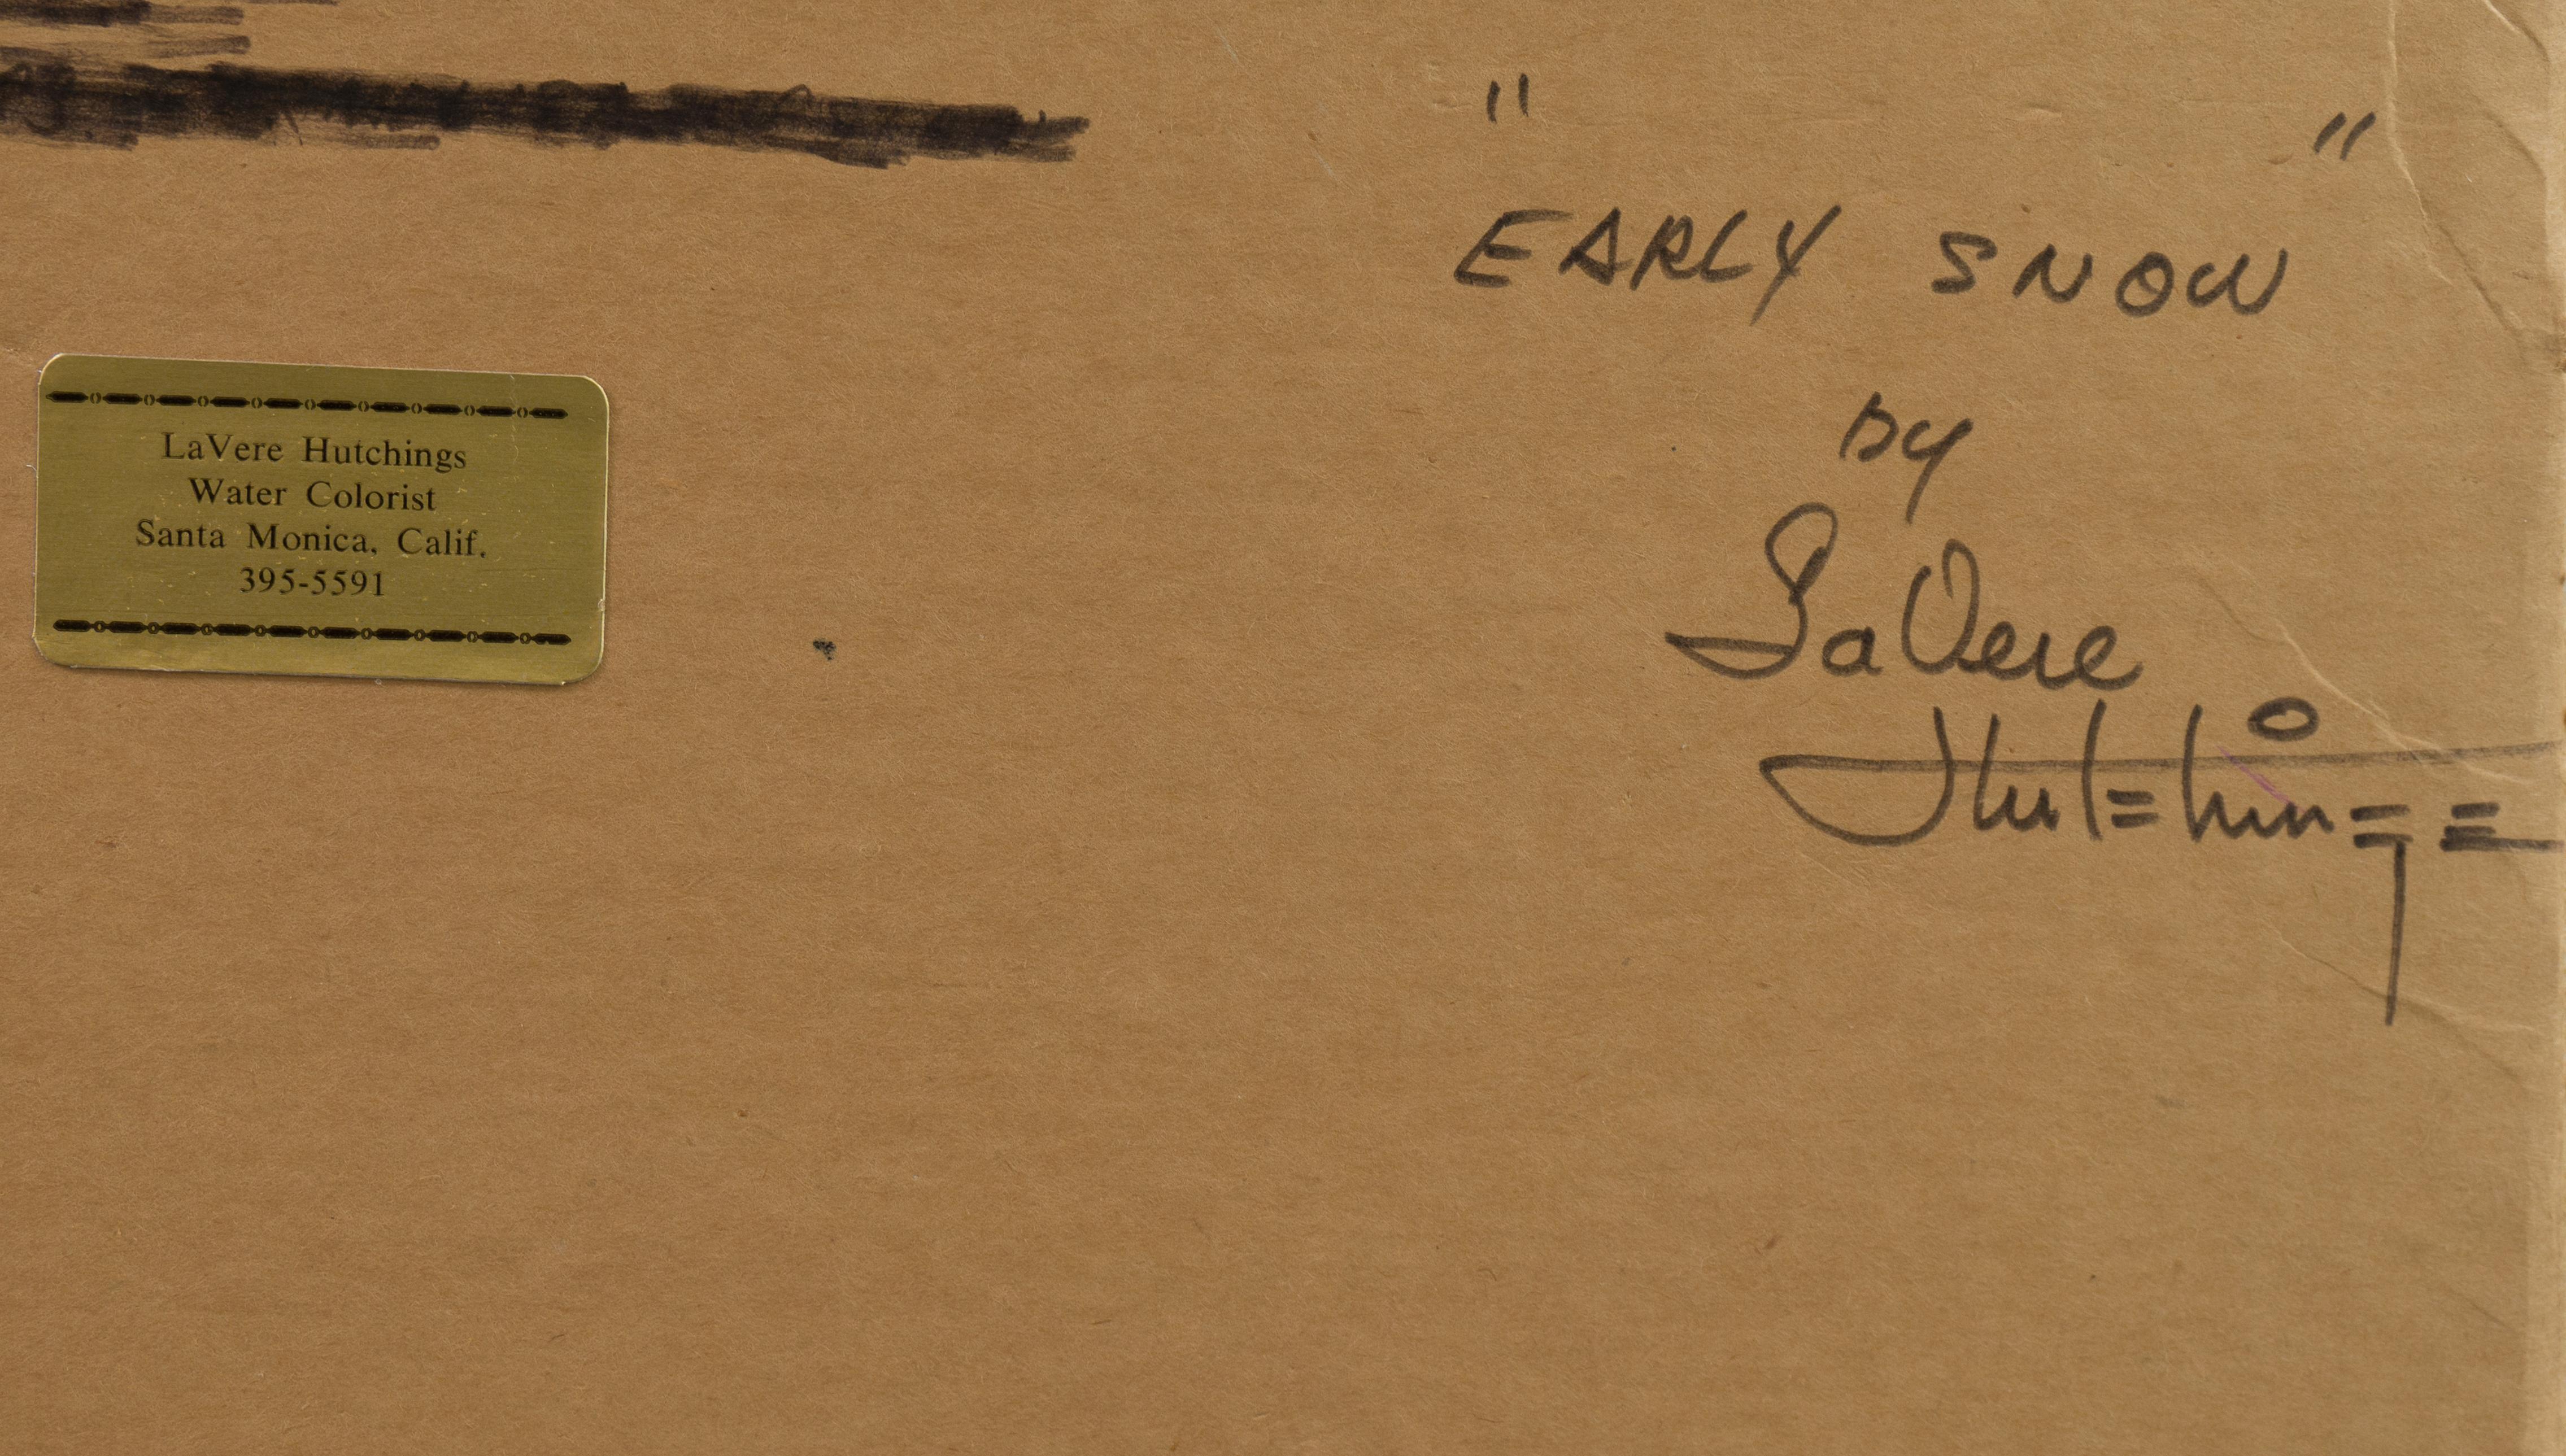 " EARLY SNOW "
by
LaVere
Hutchings
LaVere Hutchings
Water Colorist
Santa Monica, Calif.
395-5591